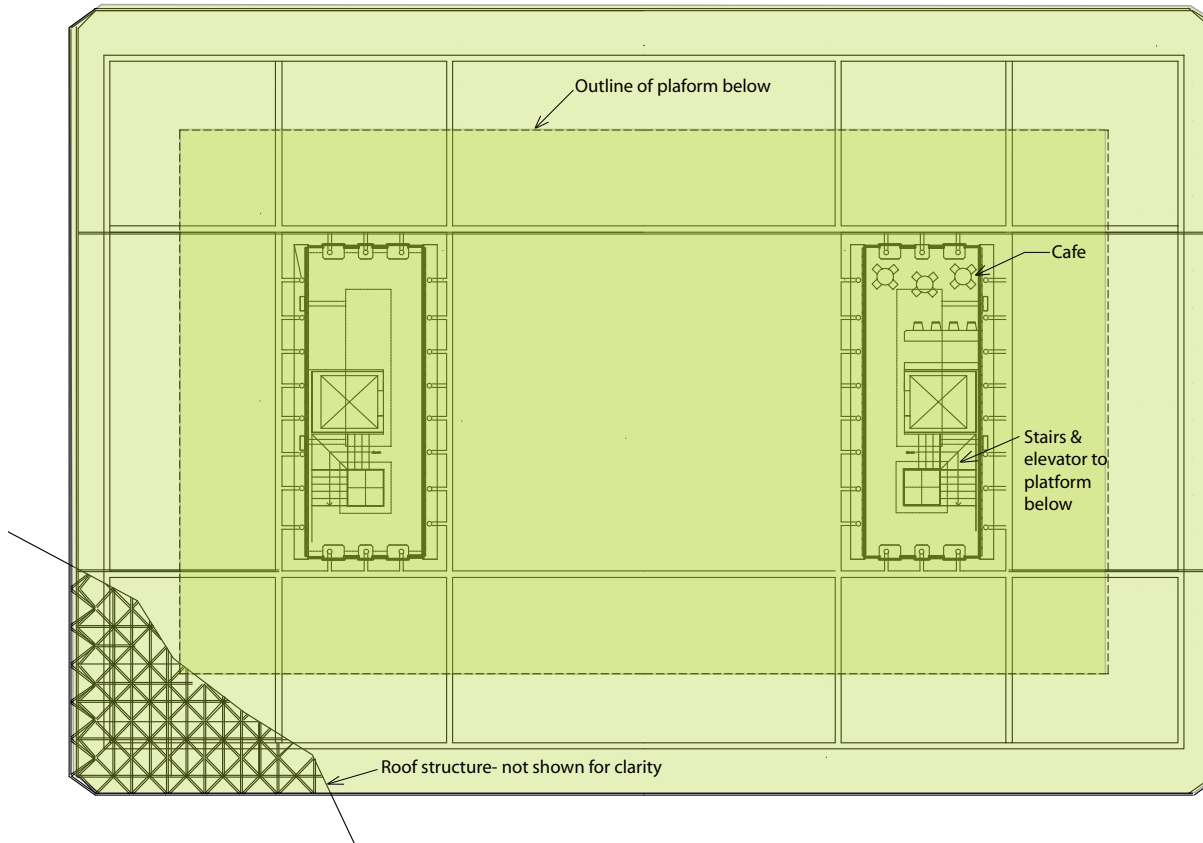 Outline of plaform below
Cafe
Stairs &
elevator to
platform
below
Roof structure- not shown for clarity